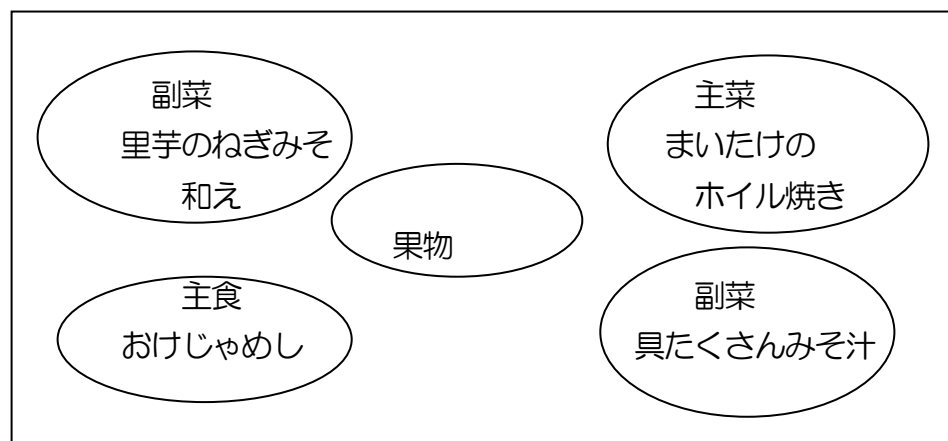 副菜
里芋のねぎみそ
和え
主菜
まいたけの
ホイル焼き
果物
主食
おけじゃめし
副菜
具たくさんみそ汁